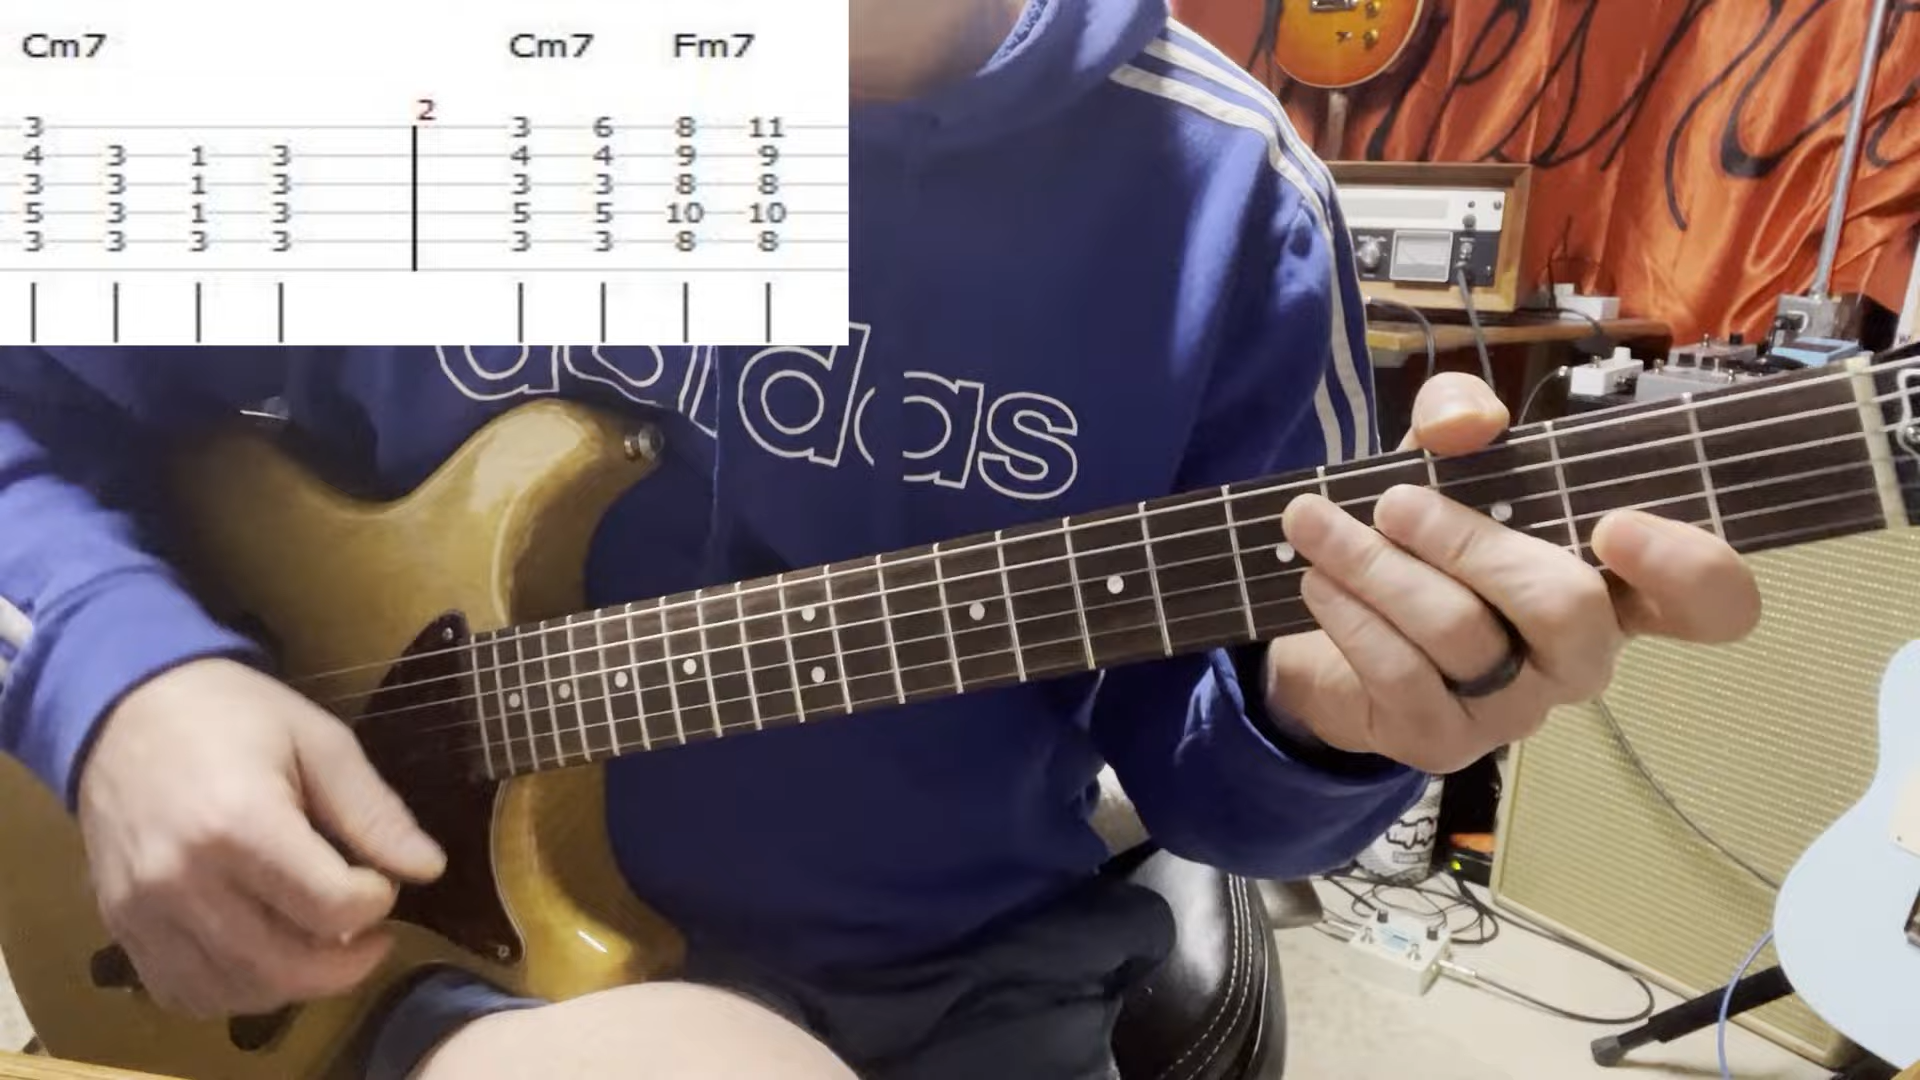 Cm7 Cm7 Fm7
2
3 3 6 8 11
4 3 1 3 4 4 9 9
3 3 1 3 3 3 8 8
5 3 1 3 5 5 10 10
3 3 3 3 3 3 8 8
adidas